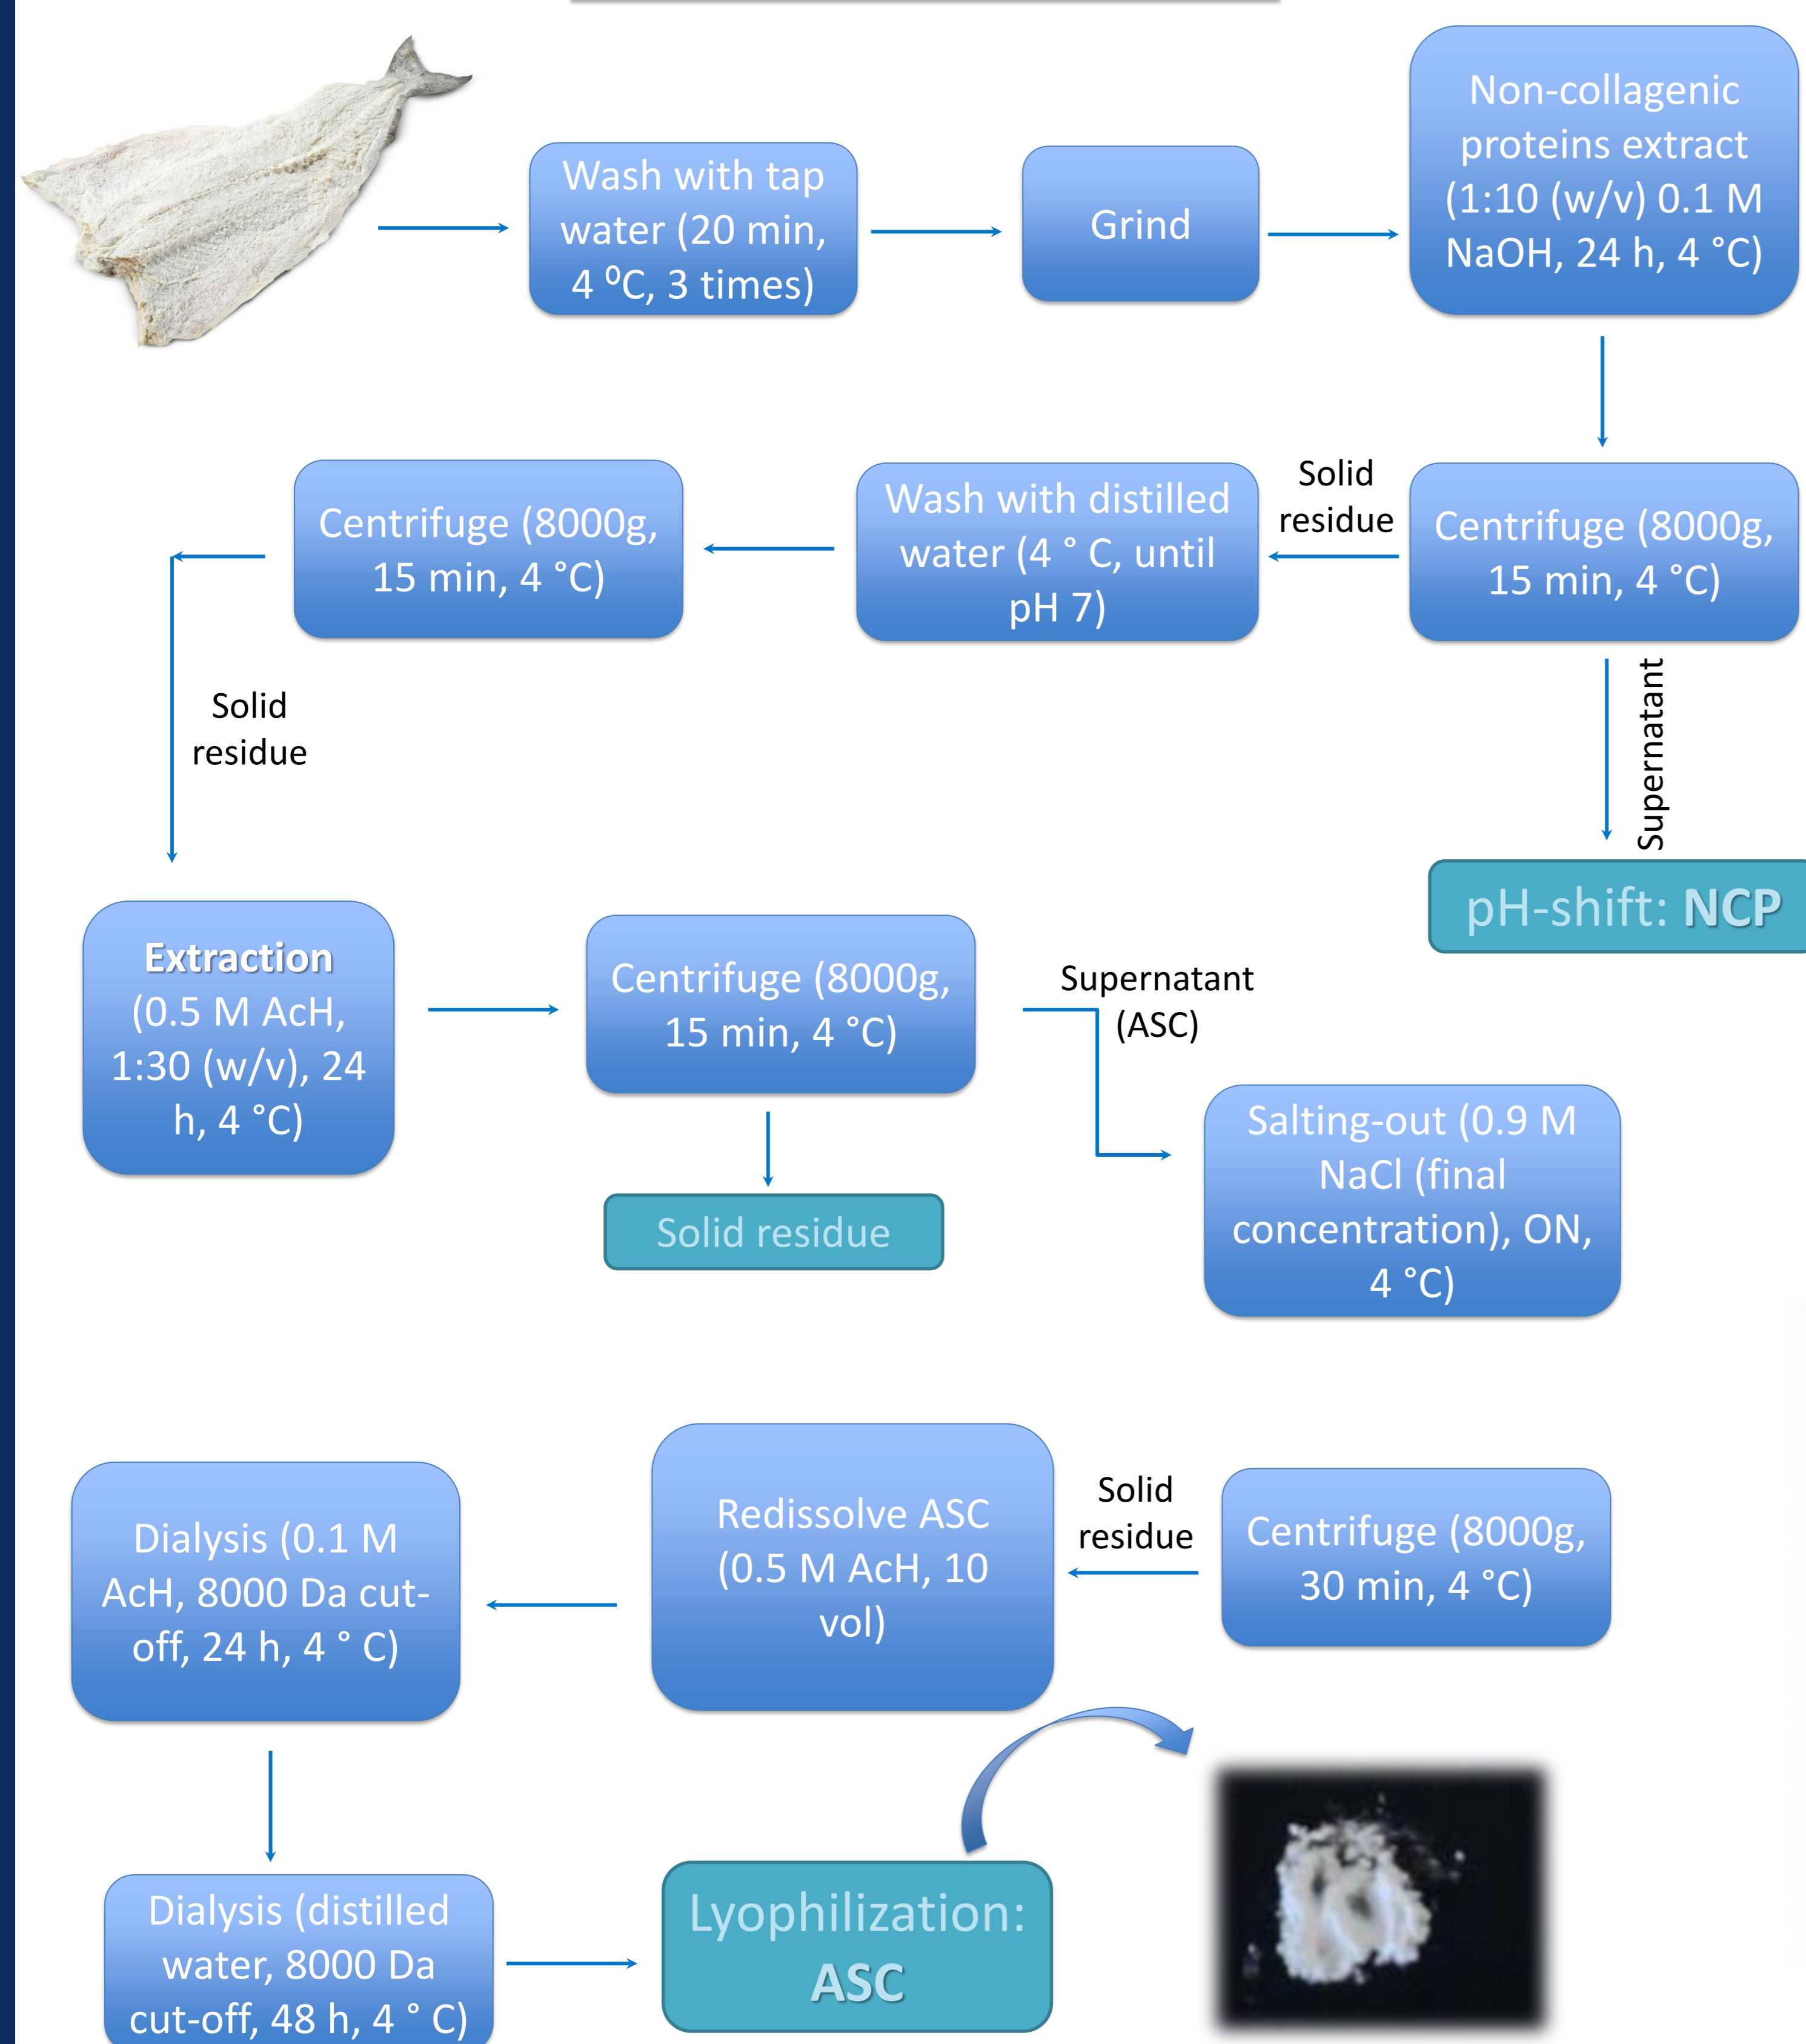 Wash with tap
water (20 min,
4 ⁰C, 3 times)
Grind
Non-collagenic
proteins extract
(1:10 (w/v) 0.1 M
NaOH, 24 h, 4 °C)
Centrifuge (8000g,
15 min, 4 °C)
Solid
residue
Wash with distilled
water (4 ° C, until
pH 7)
Centrifuge (8000g,
15 min, 4 °C)
Supernatant
pH-shift: NCP
Solid
residue
Extraction
(0.5 M AcH,
1:30 (w/v), 24
h, 4 °C)
Centrifuge (8000g,
15 min, 4 °C)
Solid residue
Supernatant
(ASC)
Salting-out (0.9 M
NaCl (final
concentration), ON,
4 °C)
Centrifuge (8000g,
30 min, 4 °C)
Solid
residue
Redissolve ASC
(0.5 M AcH, 10
vol)
Dialysis (0.1 M
AcH, 8000 Da cut-
off, 24 h, 4 ° C)
Dialysis (distilled
water, 8000 Da
cut-off, 48 h, 4 ° C)
Lyophilization:
ASC